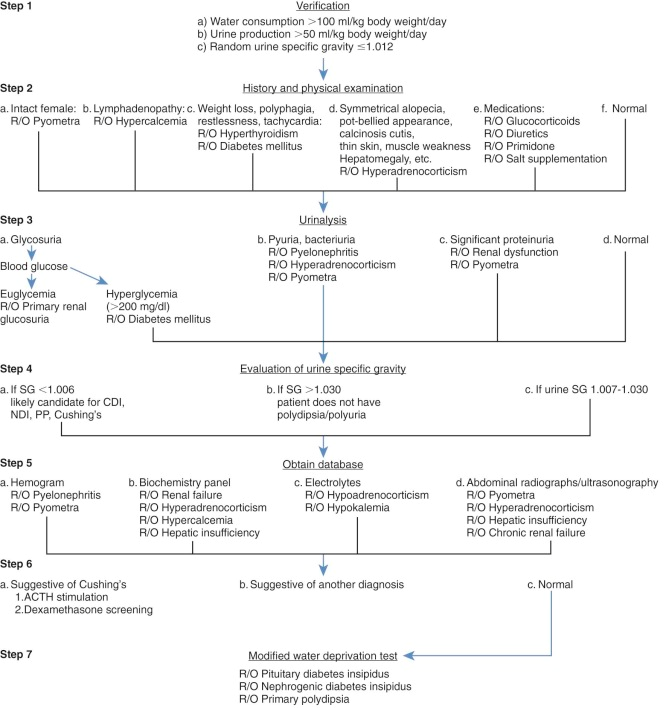 Step 1
Verification
a) Water consumption >100 ml/kg body weight/day
b) Urine production >50 ml/kg body weight/day
c) Random urine specific gravity ≤1.012
Step 2
History and physical examination
a. Intact female:
R/O Pyometra
b. Lymphadenopathy:
R/O Hypercalcemia
c. Weight loss, polyphagia,
restlessness, tachycardia:
R/O Hyperthyroidism
R/O Diabetes mellitus
d. Symmetrical alopecia,
pot-bellied appearance,
calcinosis cutis,
thin skin, muscle weakness
Hepatomegaly, etc.
R/O Hyperadrenocorticism
e. Medications:
R/O Glucocorticoids
R/O Diuretics
R/O Primidone
R/O Salt supplementation
f. Normal
Step 3
Urinalysis
a. Glycosuria
Blood glucose
Euglycemia
R/O Primary renal
glucosuria
Hyperglycemia
(>200 mg/dl)
R/O Diabetes mellitus
b. Pyuria, bacteriuria
R/O Pyelonephritis
R/O Hyperadrenocorticism
R/O Pyometra
c. Significant proteinuria
R/O Renal dysfunction
R/O Pyometra
d. Normal
Step 4
Evaluation of urine specific gravity
a. If SG <1.006
likely candidate for CDI,
NDI, PP, Cushing's
b. If SG >1.030
patient does not have
polydipsia/polyuria
c. If urine SG 1.007-1.030
Step 5
Obtain database
a. Hemogram
R/O Pyelonephritis
R/O Pyometra
b. Biochemistry panel
R/O Renal failure
R/O Hyperadrenocorticism
R/O Hypercalcemia
R/O Hepatic insufficiency
c. Electrolytes
R/O Hypoadrenocorticism
R/O Hypokalemia
d. Abdominal radiographs/ultrasonography
R/O Pyometra
R/O Hyperadrenocorticism
R/O Hepatic insufficiency
R/O Chronic renal failure
Step 6
a. Suggestive of Cushing's
1.ACTH stimulation
2.Dexamethasone screening
b. Suggestive of another diagnosis
c. Normal
Step 7
Modified water deprivation test
R/O Pituitary diabetes insipidus
R/O Nephrogenic diabetes insipidus
R/O Primary polydipsia